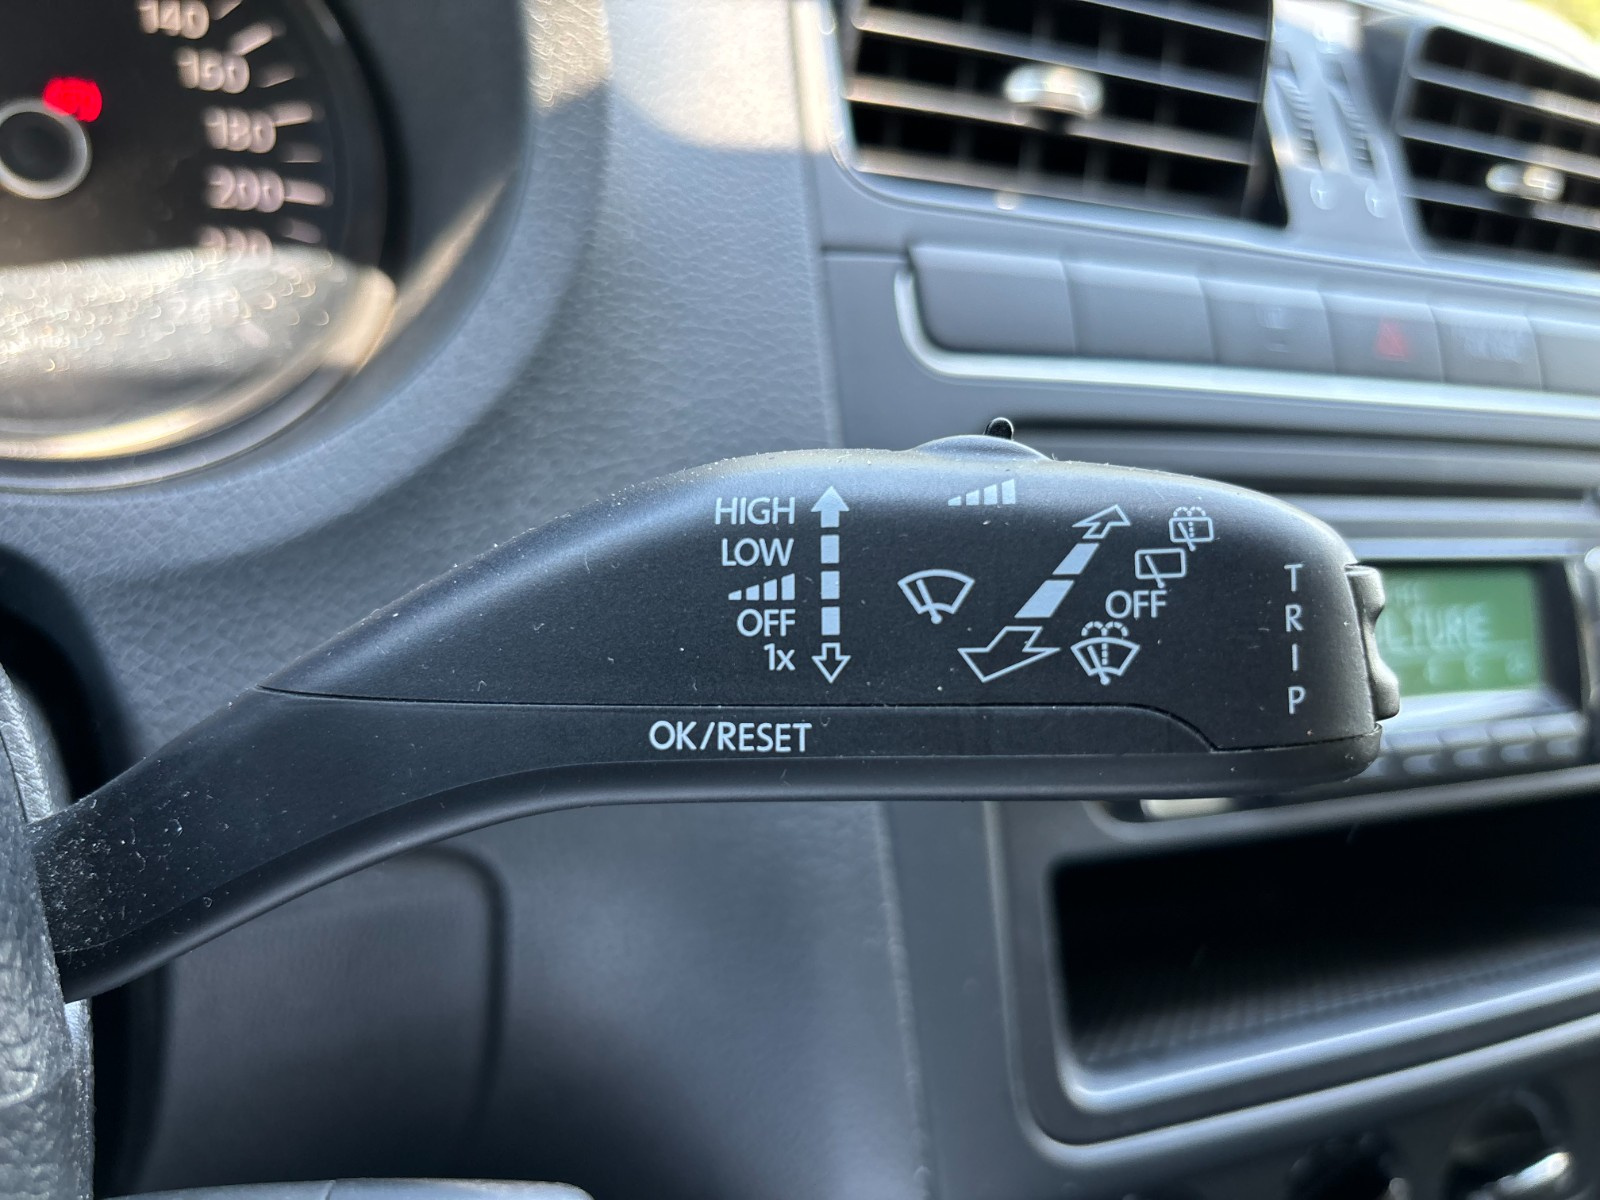 140
160
180
200
HIGH
LOW
OFF
1x
OFF
TRIP
OK/RESET